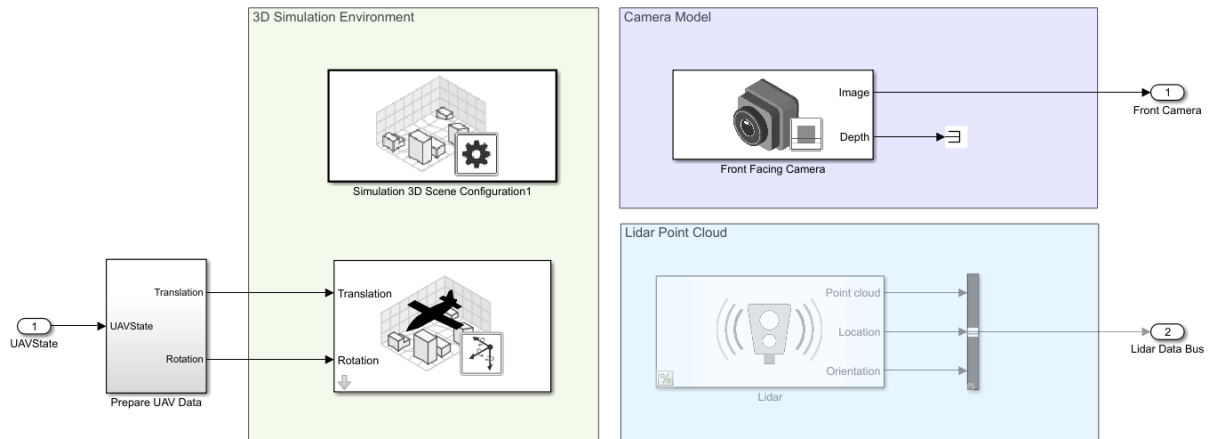 3D Simulation Environment
Camera Model
Image
Depth
1
Front Camera
Front Facing Camera
Simulation 3D Scene Configuration1
Lidar Point Cloud
Translation
UAVState
Rotation
Prepare UAV Data
1
UAVState
Translation
Rotation
Point cloud
Location
Orientation
%
Lidar
2
Lidar Data Bus